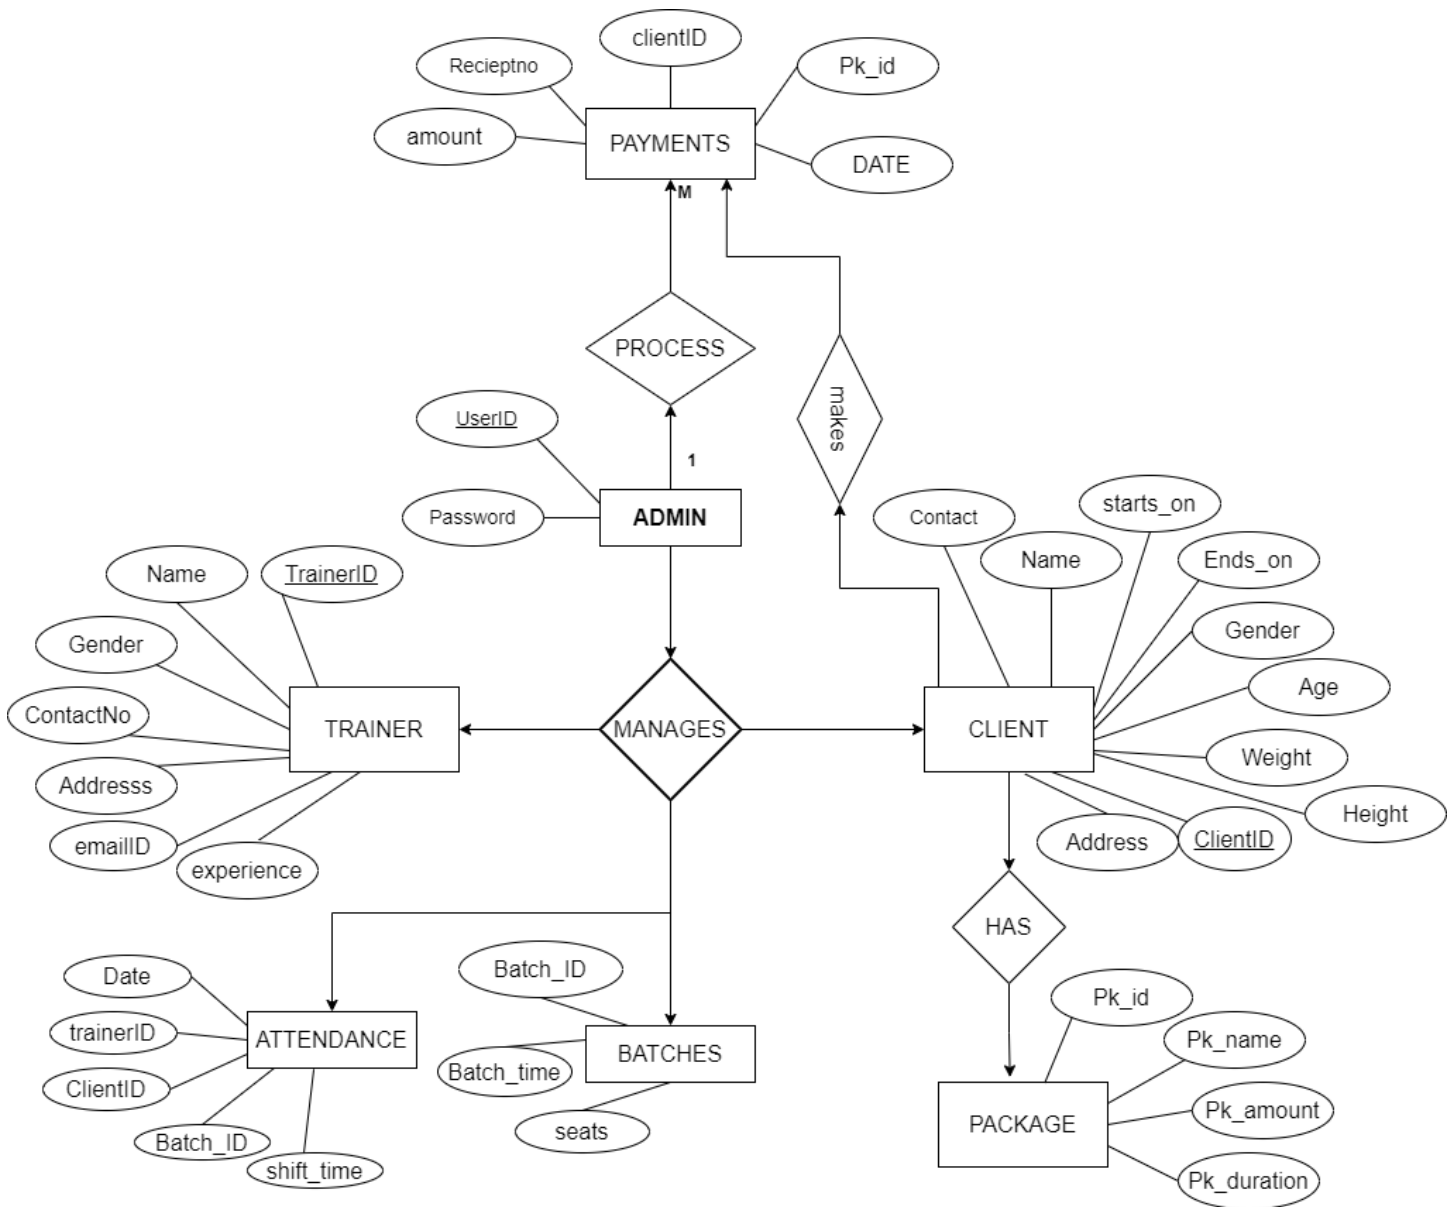 clientID
Recieptno
Pk_id
amount
PAYMENTS
DATE
M
PROCESS
makes
UserID
1
Password
ADMIN
Contact
starts_on
Name
Ends_on
Name
TrainerID
Gender
Gender
Age
ContactNo
TRAINER
MANAGES
CLIENT
Weight
Addresss
Height
emailID
experience
Address
ClientID
HAS
Date
Batch_ID
Pk_id
trainerID
ATTENDANCE
BATCHES
Pk_name
ClientID
Batch_time
Pk_amount
PACKAGE
Batch_ID
seats
shift_time
Pk_duration